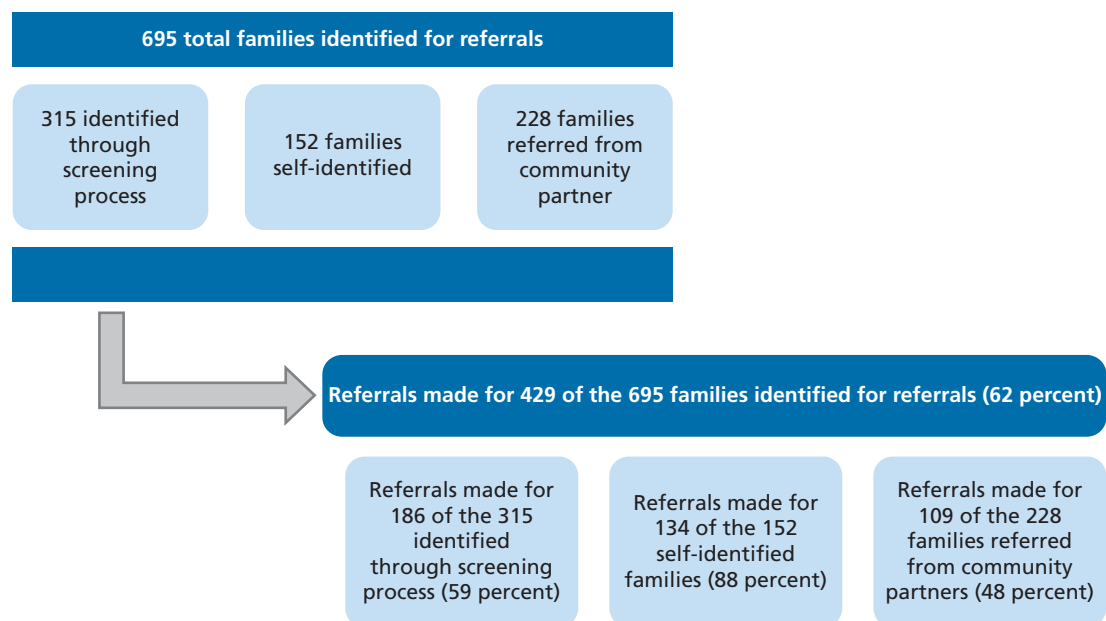 695 total families identified for referrals
315 identified
through
screening
process
152 families
self-identified
228 families
referred from
community
partner
Referrals made for 429 of the 695 families identified for referrals (62 percent)
Referrals made for
186 of the 315
identified
through screening
process (59 percent)
Referrals made for
134 of the 152
self-identified
families (88 percent)
Referrals made for
109 of the 228
families referred
from community
partners (48 percent)